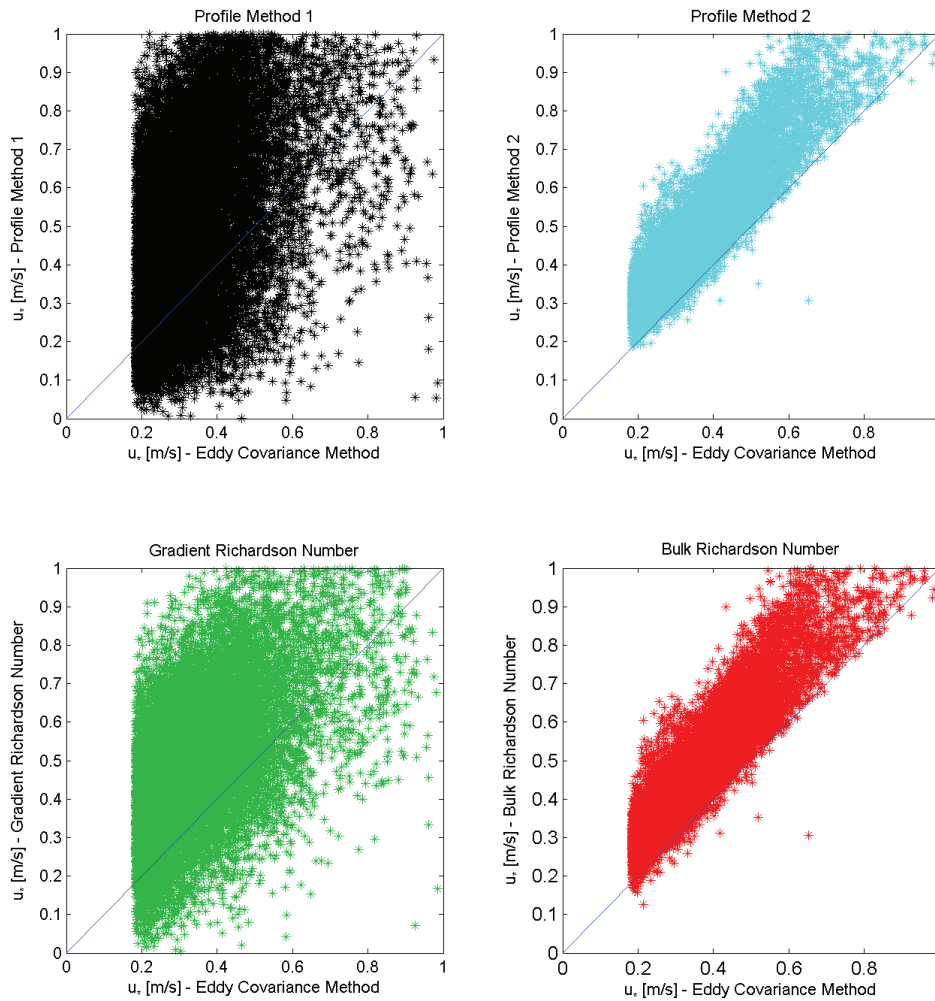 Profile Method 1
1
0.9
0.8
0.7
0.6
0.5
0.4
0.3
0.2
0.1
0
u* [m/s] - Profile Method 1
0 0.2 0.4 0.6 0.8 1
u* [m/s] - Eddy Covariance Method
Profile Method 2
1
0.9
0.8
0.7
0.6
0.5
0.4
0.3
0.2
0.1
0
u* [m/s] - Profile Method 2
0 0.2 0.4 0.6 0.8
u* [m/s] - Eddy Covariance Method
Gradient Richardson Number
1
0.9
0.8
0.7
0.6
0.5
0.4
0.3
0.2
0.1
0
u* [m/s] - Gradient Richardson Number
0 0.2 0.4 0.6 0.8 1
u* [m/s] - Eddy Covariance Method
Bulk Richardson Number
1
0.9
0.8
0.7
0.6
0.5
0.4
0.3
0.2
0.1
0
u* [m/s] - Bulk Richardson Number
0 0.2 0.4 0.6 0.8
u* [m/s] - Eddy Covariance Method